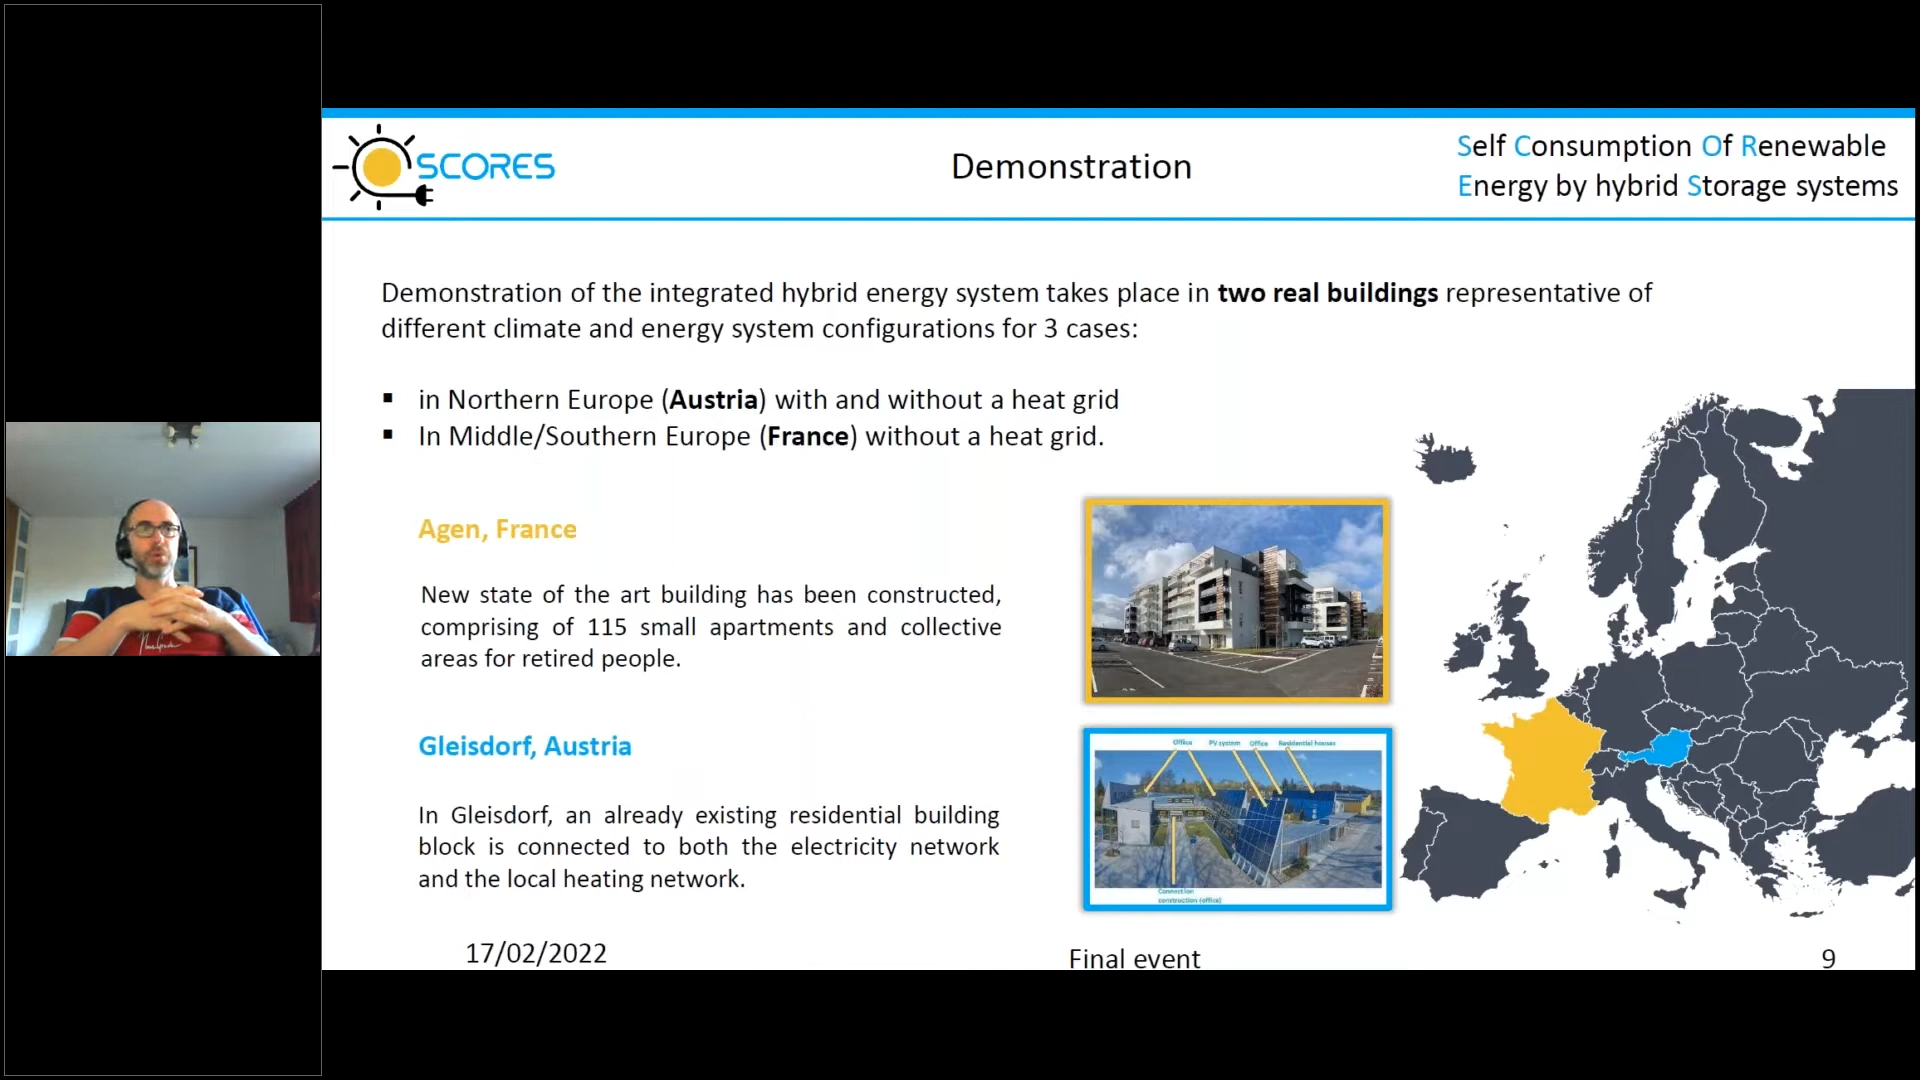 SCORES
Demonstration
Self Consumption Of Renewable
Energy by hybrid Storage systems
Demonstration of the integrated hybrid energy system takes place in two real buildings representative of
different climate and energy system configurations for 3 cases:
▪ in Northern Europe (Austria) with and without a heat grid
▪ In Middle/Southern Europe (France) without a heat grid.
Agen, France
New state of the art building has been constructed,
comprising of 115 small apartments and collective
areas for retired people.
Gleisdorf, Austria
In Gleisdorf, an already existing residential building
block is connected to both the electricity network
and the local heating network.
Office PV system Office Residential houses
Connection
construction (office)
17/02/2022
Final event
9